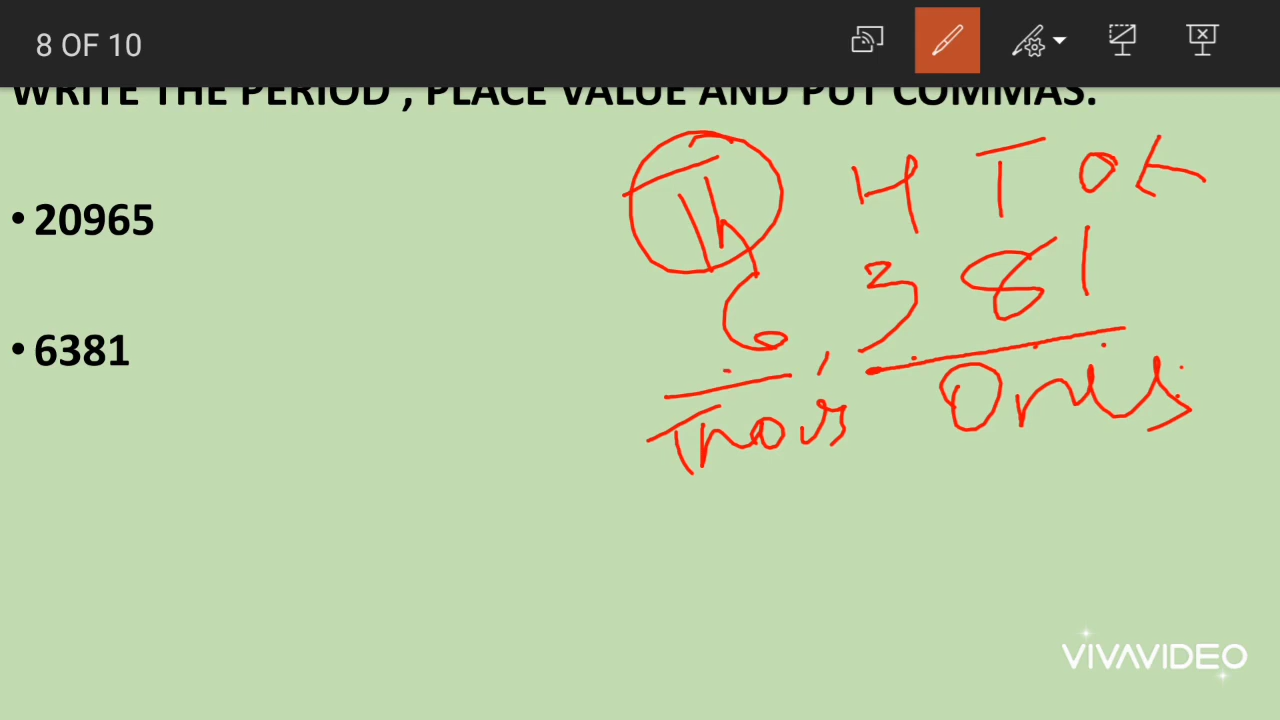 8 OF 10
WRITE THE PERIOD , PLACE VALUE AND PUT COMMAS.
• 20965
• 6381
Th H T O
6 , 3 8 1
Ones
VIVAVIDEO